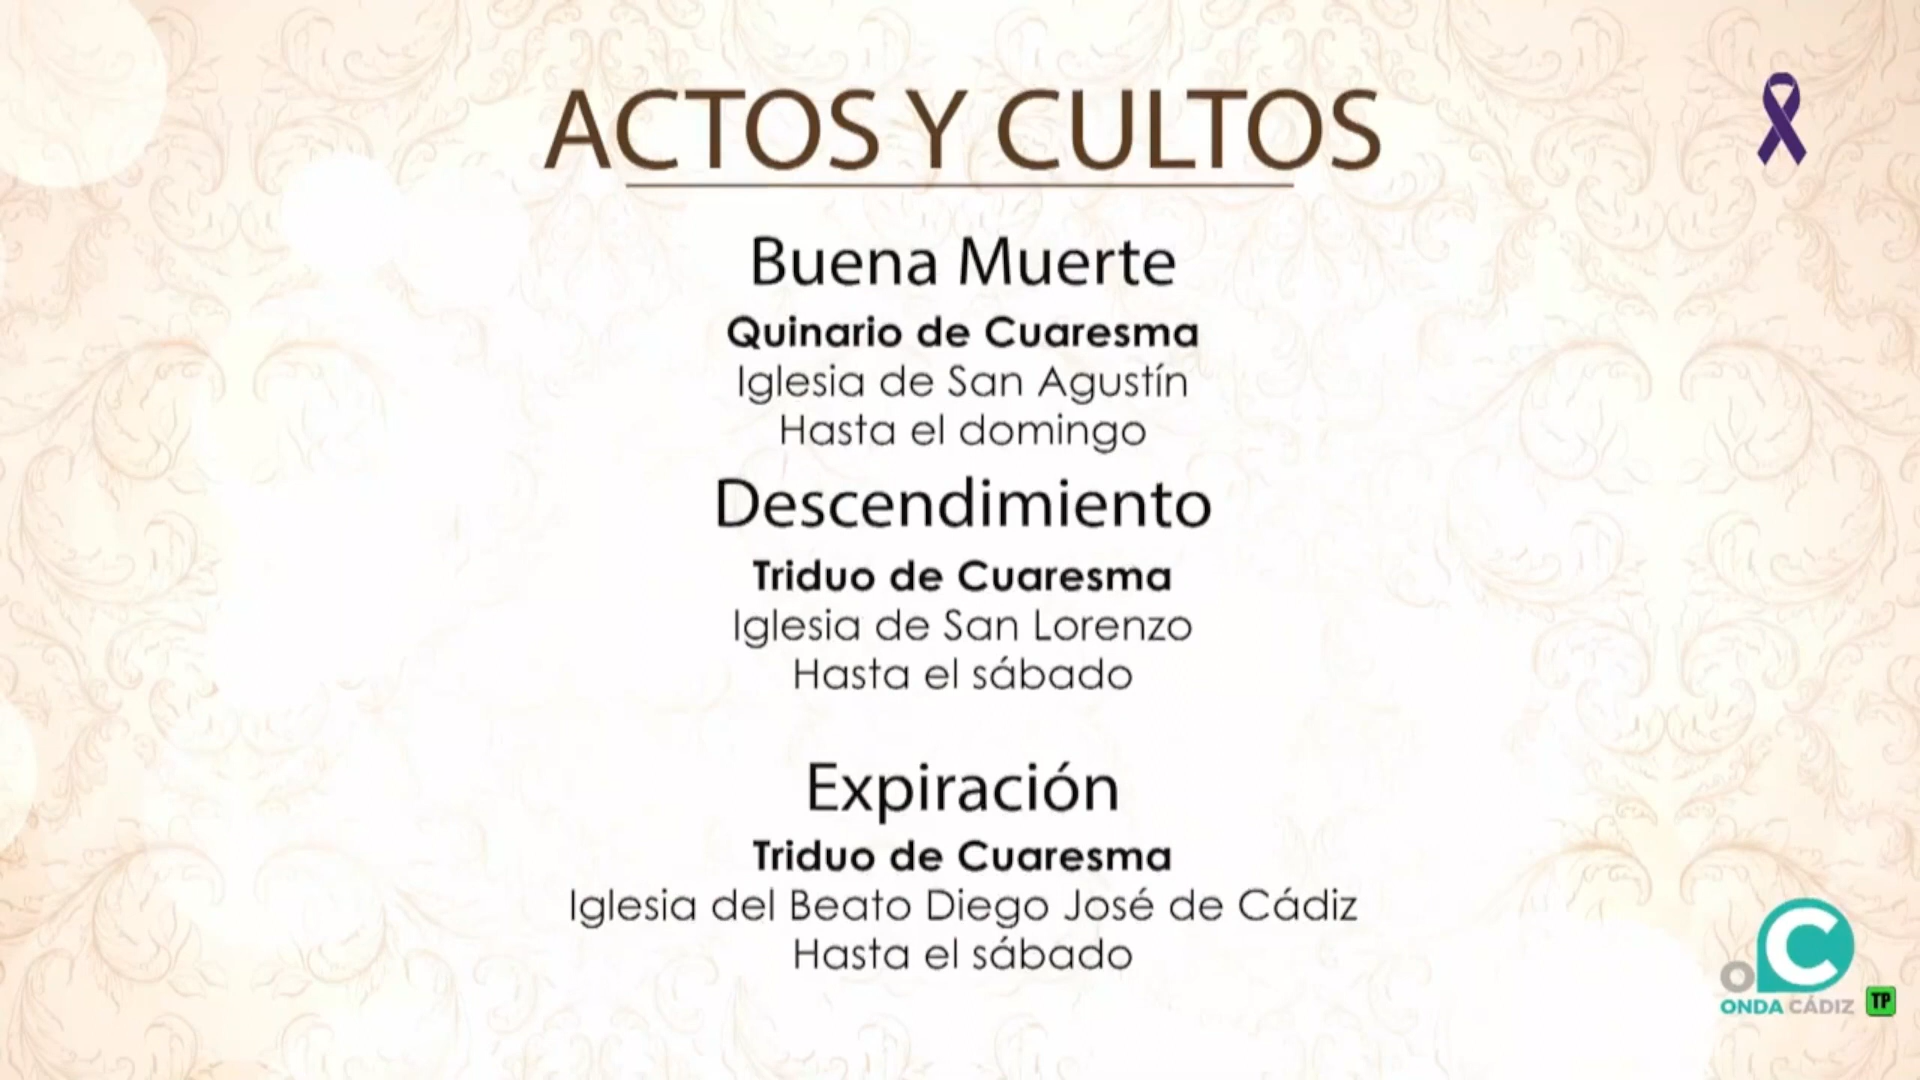 ACTOS Y CULTOS
Buena Muerte
Quinario de Cuaresma
Iglesia de San Agustín
Hasta el domingo
Descendimiento
Triduo de Cuaresma
Iglesia de San Lorenzo
Hasta el sábado
Expiración
Triduo de Cuaresma
Iglesia del Beato Diego José de Cádiz
Hasta el sábado
OC
ONDA CÁDIZ TP